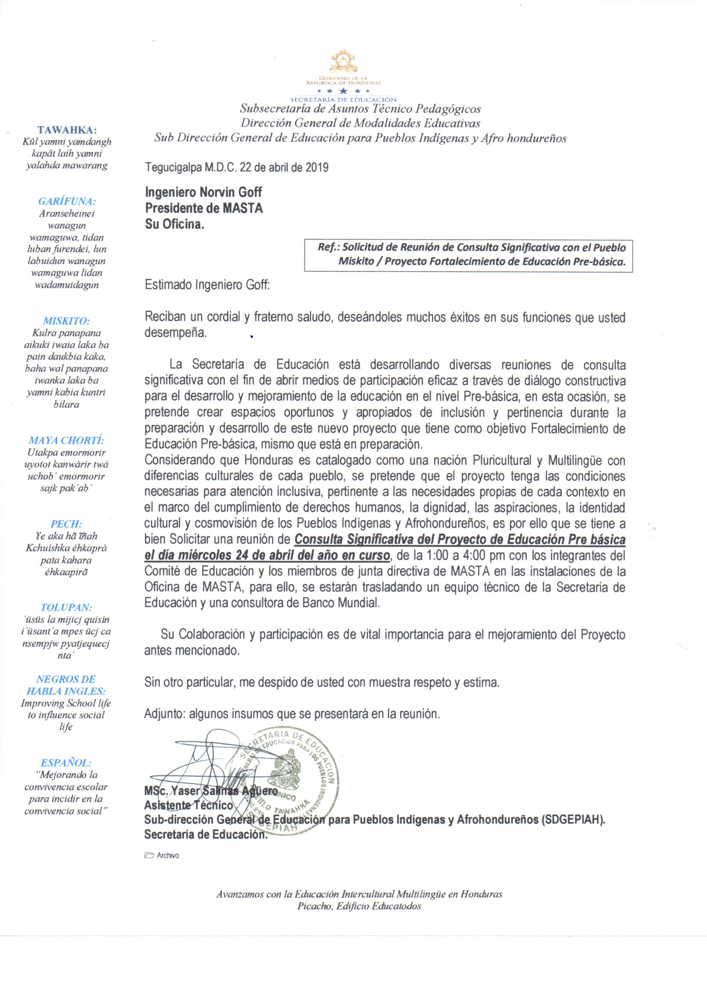 GOBIERNO DE LA
REPUBLICA DE HONDURAS
SECRETARÍA DE EDUCACIÓN
Subsecretaría de Asuntos Técnico Pedagógicos
Dirección General de Modalidades Educativas
Sub Dirección General de Educación para Pueblos Indígenas y Afro hondureños
TAWAHKA:
Kûl yamni yamdangh
kapât laih yamni
yalahda mawarang
GARÍFUNA:
Aranseheinei
wanagun
wamaguwa, tidan
luban furendei, lun
labuidun wanagun
wamaguwa lidan
wadamuidagun
MISKITO:
Kulra panapana
aikuki iwaia laka ba
pain daukbia kaka,
baha wal panapana
iwanka laka ba
yamni kabia kuntri
bilara
MAYA CHORTÍ:
Utakpa emormorir
uyotot kanwárir twá
uchob´ emormorir
sajk pak´ab´
PECH:
Ye aka hã
Kchuishka éhkaprà
pata kahara
éhkaapirã
TOLUPAN:
´üsüs la mijicj quisín
i´üsant´a mpes ücj ca
nsempjw pyatjequecj
nta´
NEGROS DE
HABLA INGLES:
Improving School life
to influence social
life
ESPAÑOL:
“Mejorando la
convivencia escolar
para incidir en la
convivencia social”
Tegucigalpa M.D.C. 22 de abril de 2019
Ingeniero Norvin Goff
Presidente de MASTA
Su Oficina.
Ref.: Solicitud de Reunión de Consulta Significativa con el Pueblo
Miskito / Proyecto Fortalecimiento de Educación Pre-básica.
Estimado Ingeniero Goff:
Reciban un cordial y fraterno saludo, deseándoles muchos éxitos en sus funciones que usted
desempeña.
La Secretaría de Educación está desarrollando diversas reuniones de consulta
significativa con el fin de abrir medios de participación eficaz a través de diálogo constructiva
para el desarrollo y mejoramiento de la educación en el nivel Pre-básica, en esta ocasión, se
pretende crear espacios oportunos y apropiados de inclusión y pertinencia durante la
preparación y desarrollo de este nuevo proyecto que tiene como objetivo Fortalecimiento de
Educación Pre-básica, mismo que está en preparación.
Considerando que Honduras es catalogado como una nación Pluricultural y Multilingüe con
diferencias culturales de cada pueblo, se pretende que el proyecto tenga las condiciones
necesarias para atención inclusiva, pertinente a las necesidades propias de cada contexto en
el marco del cumplimiento de derechos humanos, la dignidad, las aspiraciones, la identidad
cultural y cosmovisión de los Pueblos Indígenas y Afrohondureños, es por ello que se tiene a
bien Solicitar una reunión de Consulta Significativa del Proyecto de Educación Pre básica
el día miércoles 24 de abril del año en curso, de la 1:00 a 4:00 pm con los integrantes del
Comité de Educación y los miembros de junta directiva de MASTA en las instalaciones de la
Oficina de MASTA, para ello, se estarán trasladando un equipo técnico de la Secretaria de
Educación y una consultora de Banco Mundial.
Su Colaboración y participación es de vital importancia para el mejoramiento del Proyecto
antes mencionado.
Sin otro particular, me despido de usted con muestra respeto y estima.
Adjunto: algunos insumos que se presentará en la reunión.
SECRETARIA DE EDUCACION
GENERAL DE EDUCACION PARA LOS PUEBLOS INDIGENAS
PUEBLO TAWAHKA
SDGEPIAH
MSc. Yaser Salinas Agüero
Asistente Técnico
Sub-dirección General de Educación para Pueblos Indígenas y Afrohondureños (SDGEPIAH).
Secretaría de Educación.
Archivo
Avanzamos con la Educación Intercultural Multilingüe en Honduras
Picacho, Edificio Educatodos